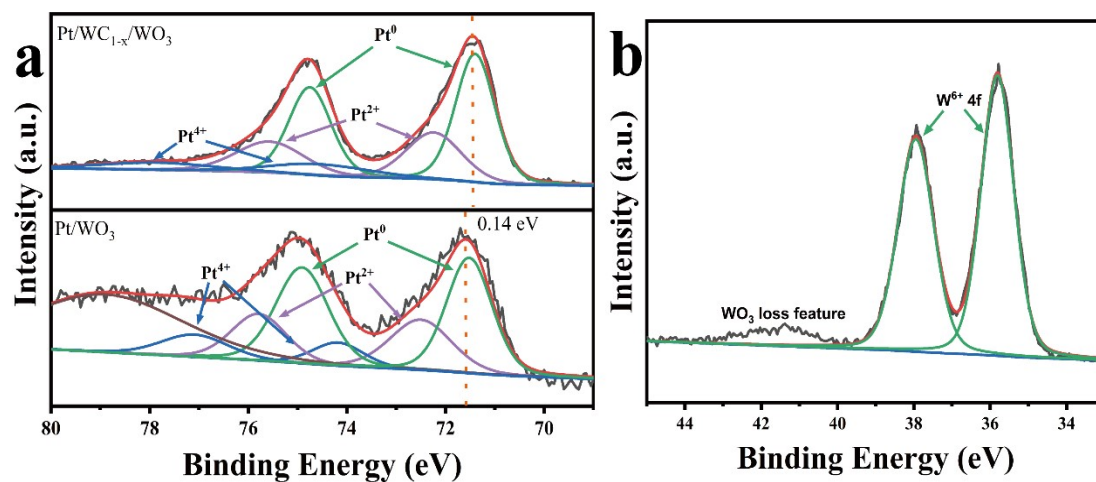 a
Pt/WC1-x/WO3
Pt0
Pt2+
Pt4+
Pt/WO3
0.14 eV
Pt0
Pt4+
Pt2+
Intensity (a.u.)
80 78 76 74 72 70
Binding Energy (eV)
b
W6+ 4f
WO3 loss feature
Intensity (a.u.)
44 42 40 38 36 34
Binding Energy (eV)